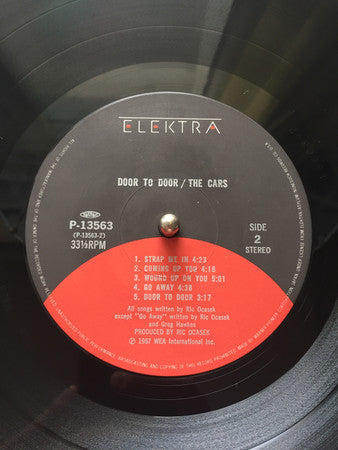 ELEKTRA
DOOR TO DOOR / THE CARS
P-13563
(P-13563-2)
33⅓RPM
SIDE
2
STEREO
1. STRAP ME IN 4:23
2. COMING UP YOU 4:18
3. WOUND UP ON YOU 5:01
4. GO AWAY 4:38
5. DOOR TO DOOR 3:17
All songs written by Ric Ocasek
except "Go Away" written by Ric Ocasek
and Greg Hawkes
PRODUCED BY RIC OCASEK
℗ 1987 WEA International Inc.